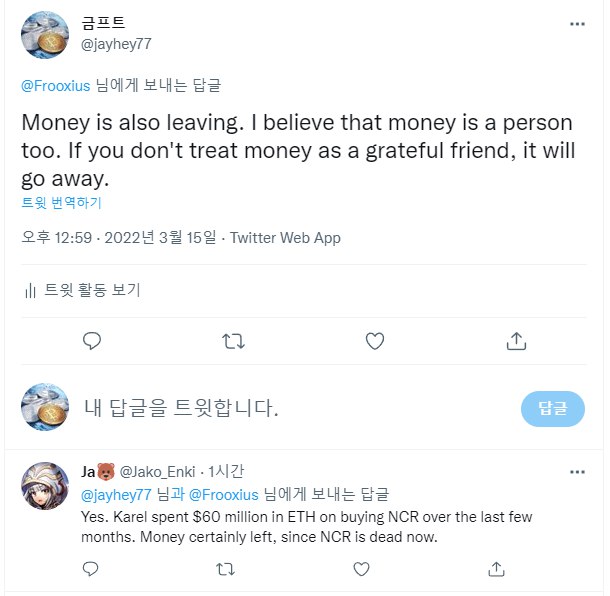 금프트
@jayhey77
@Frooxius 님에게 보내는 답글
Money is also leaving. I believe that money is a person
too. If you don't treat money as a grateful friend, it will
go away.
트윗 번역하기
오후 12:59 · 2022년 3월 15일 · Twitter Web App
트윗 활동 보기
내 답글을 트윗합니다.
답글
Ja🐻 @Jako_Enki · 1시간
@jayhey77 님과 @Frooxius 님에게 보내는 답글
Yes. Karel spent $60 million in ETH on buying NCR over the last few
months. Money certainly left, since NCR is dead now.